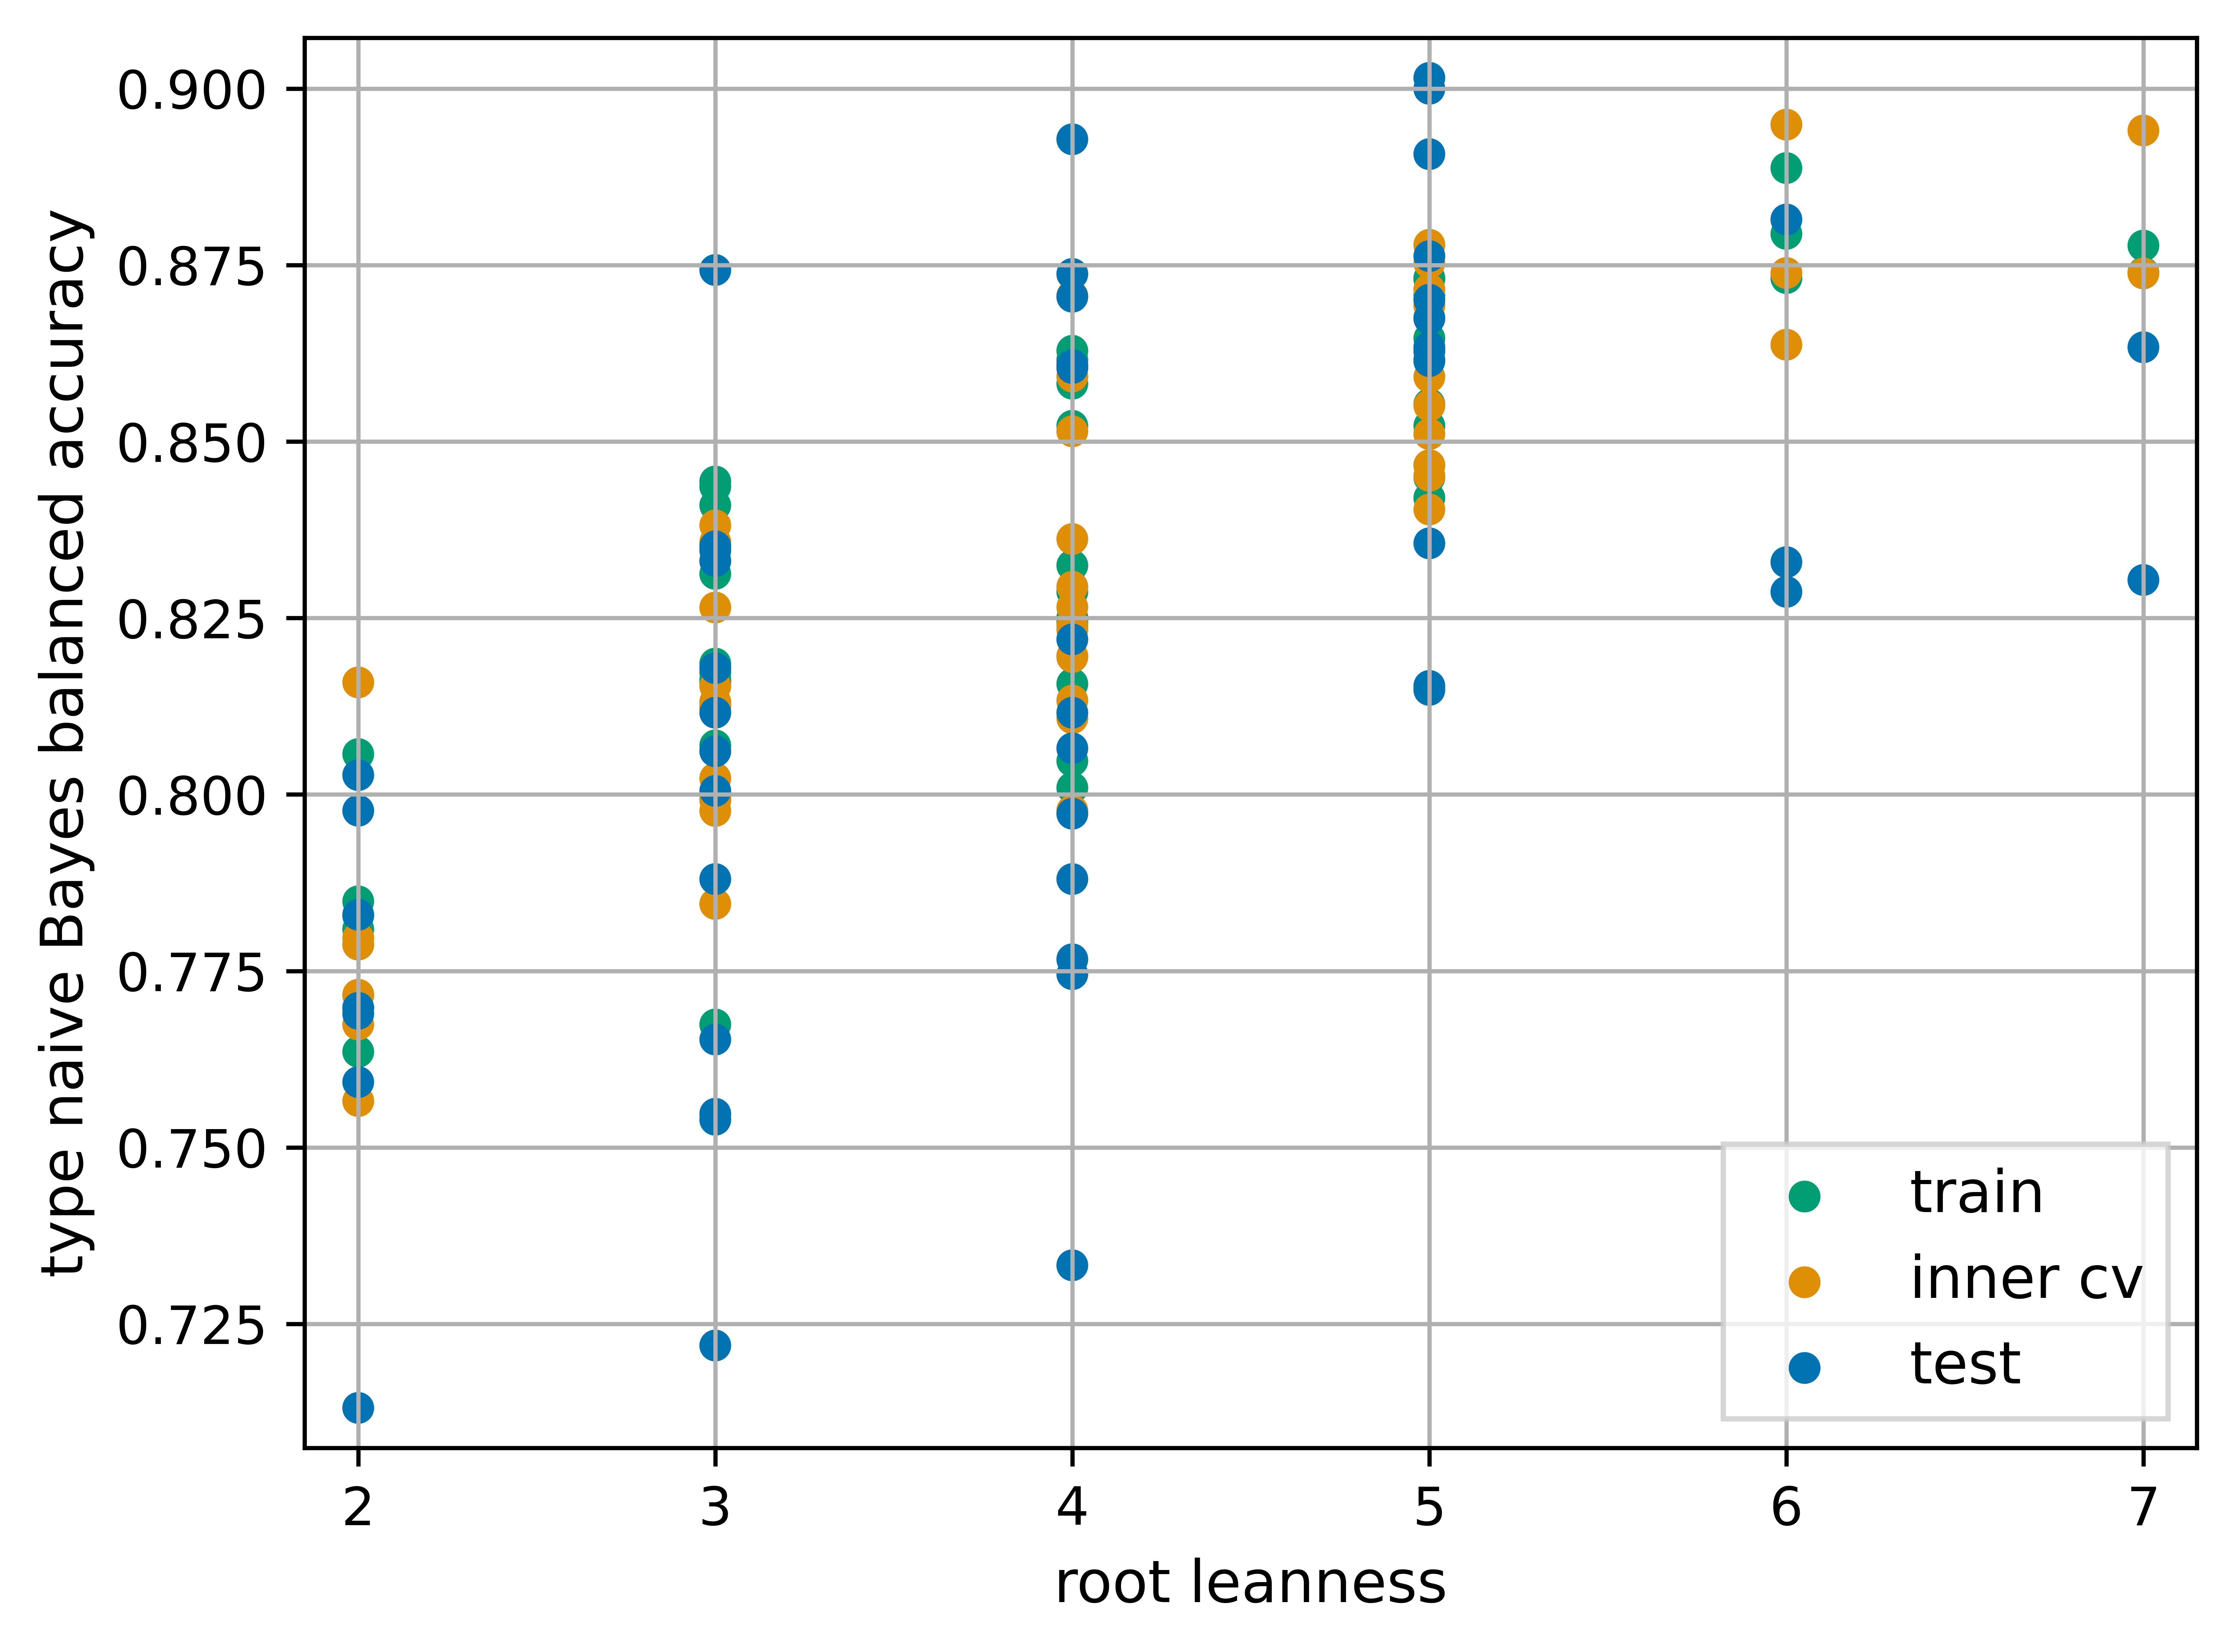 type naive Bayes balanced accuracy
0.900
0.875
0.850
0.825
0.800
0.775
0.750
0.725
train
inner cv
test
2 3 4 5 6 7
root leanness